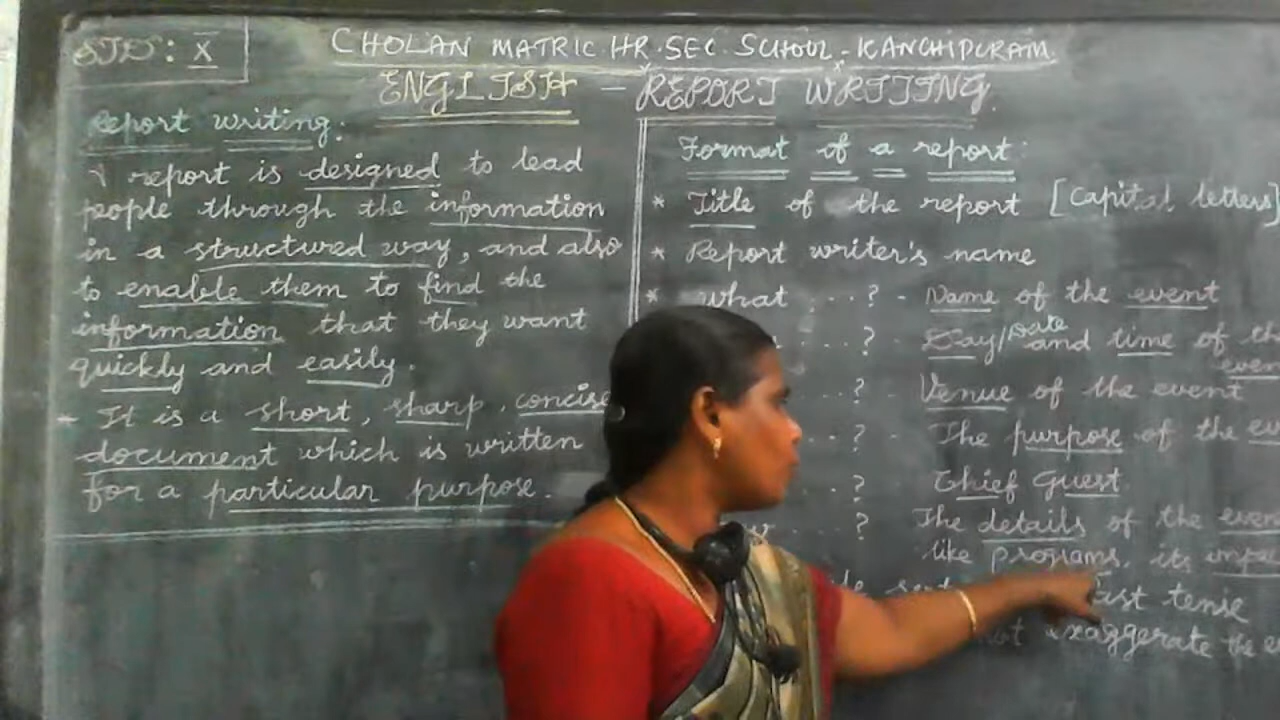 STD: X
CHOLAN MATRIC HR. SEC. SCHOOL - KANCHIPURAM.
ENGLISH - REPORT WRITING.
Report writing:
A report is designed to lead
people through the information
in a structured way, and also
to enable them to find the
information that they want
quickly and easily.
- It is a short, sharp, concise
document which is written
for a particular purpose.
Format of a report:
* Title of the report [Capital letters]
* Report writer's name
* What ...? - Name of the event
...? Day/Date and time of the
event
...? Venue of the event
...? - The purpose of the
...? Chief Guest
...? The details of the
like programs, its
tense
exaggerate the